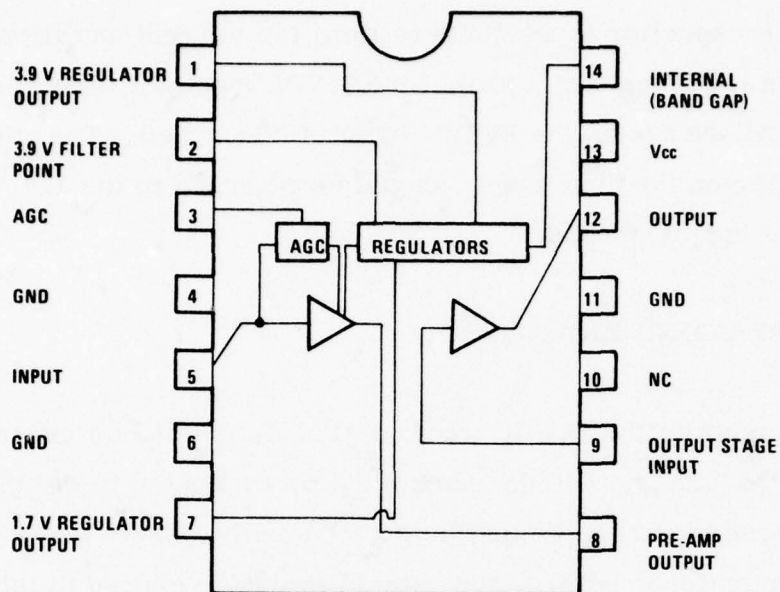 1
3.9 V REGULATOR
OUTPUT
2
3.9 V FILTER
POINT
3
AGC
4
GND
5
INPUT
6
GND
7
1.7 V REGULATOR
OUTPUT
AGC
REGULATORS
14
INTERNAL
(BAND GAP)
13
Vcc
12
OUTPUT
11
GND
10
NC
9
OUTPUT STAGE
INPUT
8
PRE-AMP
OUTPUT